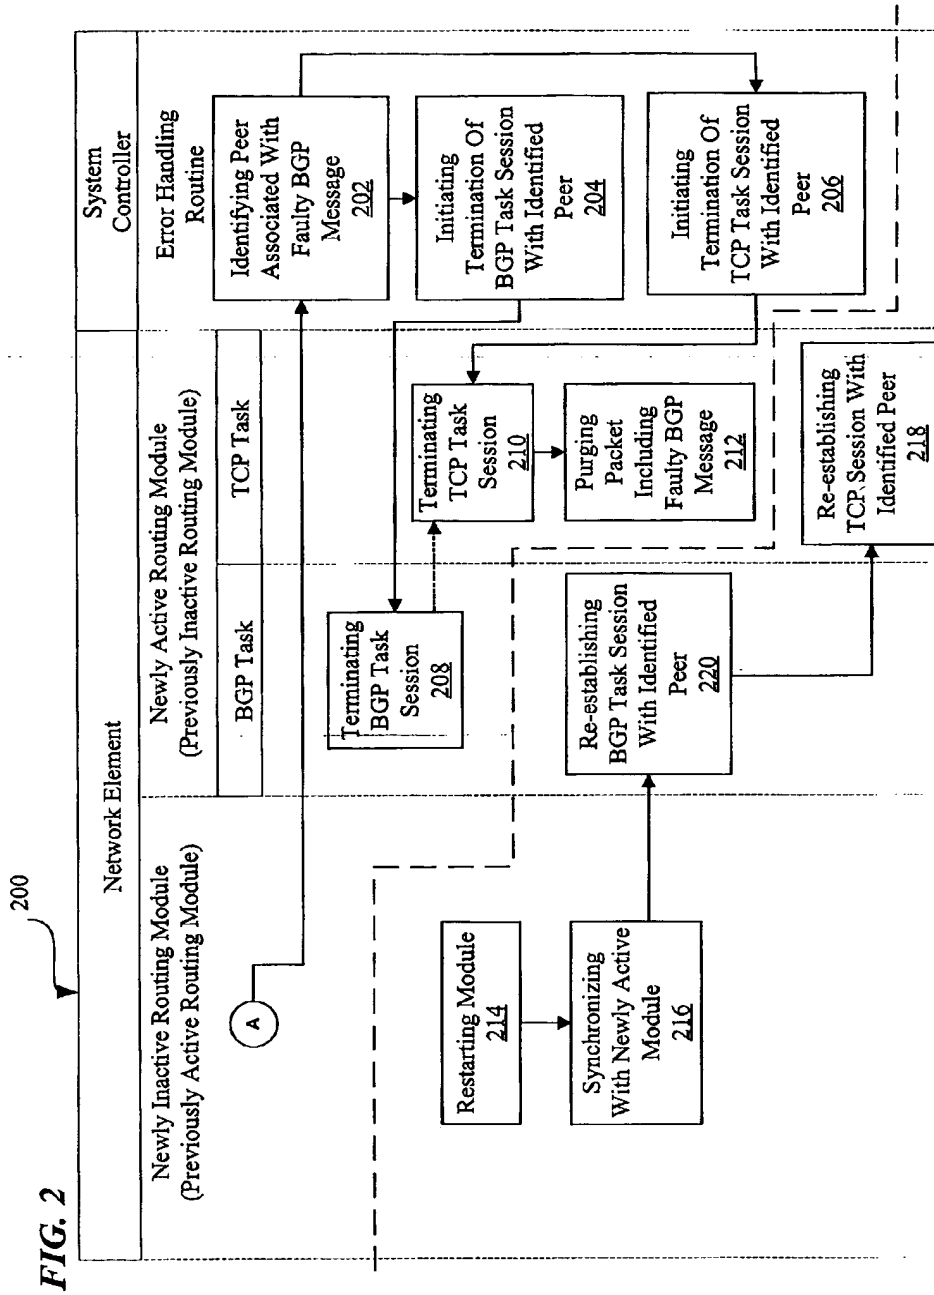 FIG. 2
200
Network Element
System
Controller
Newly Inactive Routing Module
(Previously Active Routing Module)
Newly Active Routing Module
(Previously Inactive Routing Module)
Error Handling
Routine
BGP Task
TCP Task
A
Identifying Peer
Associated With
Faulty BGP
Message
202
Initiating
Termination Of
BGP Task Session
With Identified
Peer
204
Initiating
Termination Of
TCP Task Session
With Identified
Peer
206
Terminating
BGP Task
Session
208
Terminating
TCP Task
Session
210
Purging
Packet
Including
Faulty BGP
Message
212
Restarting Module
214
Synchronizing
With Newly Active
Module
216
Re-establishing
BGP Task Session
With Identified
Peer
220
Re-establishing
TCP Session With
Identified Peer
218